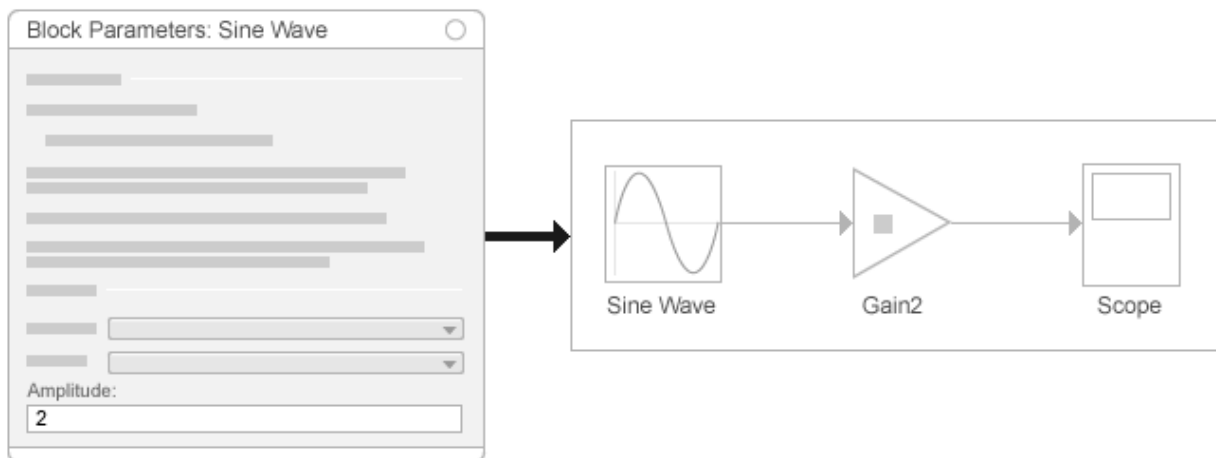 Block Parameters: Sine Wave
Amplitude:
2
Sine Wave
Gain2
Scope